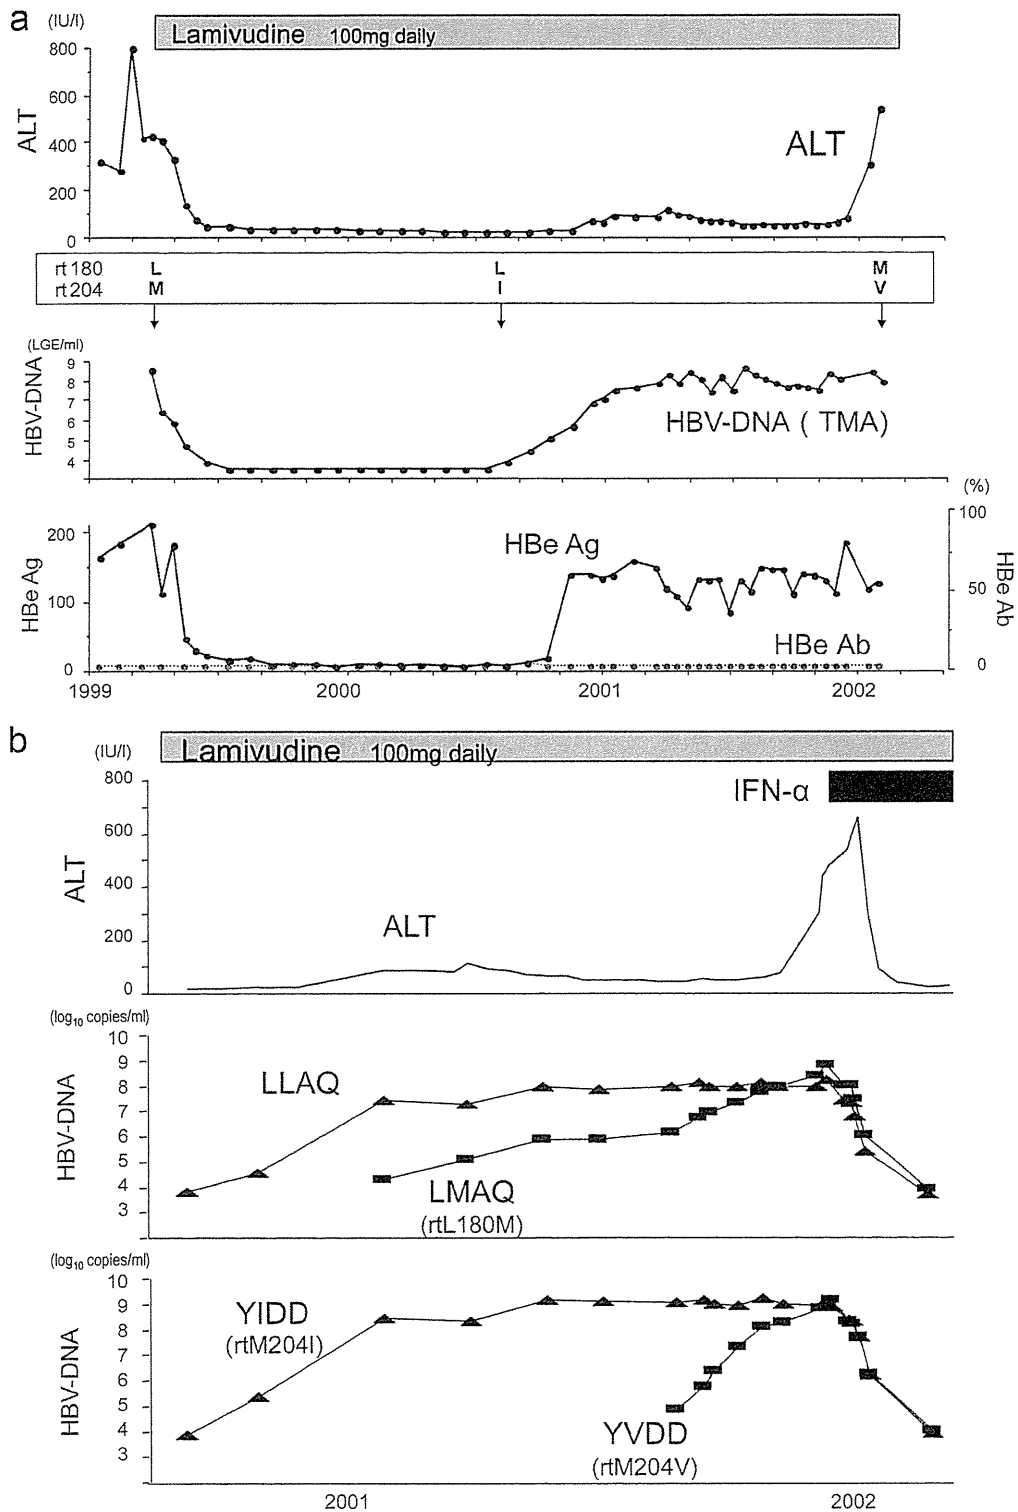 a
(IU/l)
Lamivudine 100mg daily
800
600
400
200
0
ALT
ALT
rt180 L L M
rt204 M I V
(LGE/ml)
9
8
7
6
5
4
HBV-DNA
HBV-DNA ( TMA)
(%)
200
100
0
HBe Ag
HBe Ag
HBe Ab
100
50
0
HBe Ab
1999 2000 2001 2002
b
(IU/l)
Lamivudine 100mg daily
IFN-α
800
600
400
200
0
ALT
ALT
(log10 copies/ml)
10
9
8
7
6
5
4
3
HBV-DNA
LLAQ
LMAQ
(rtL180M)
(log10 copies/ml)
10
9
8
7
6
5
4
3
HBV-DNA
YIDD
(rtM204I)
YVDD
(rtM204V)
2001 2002